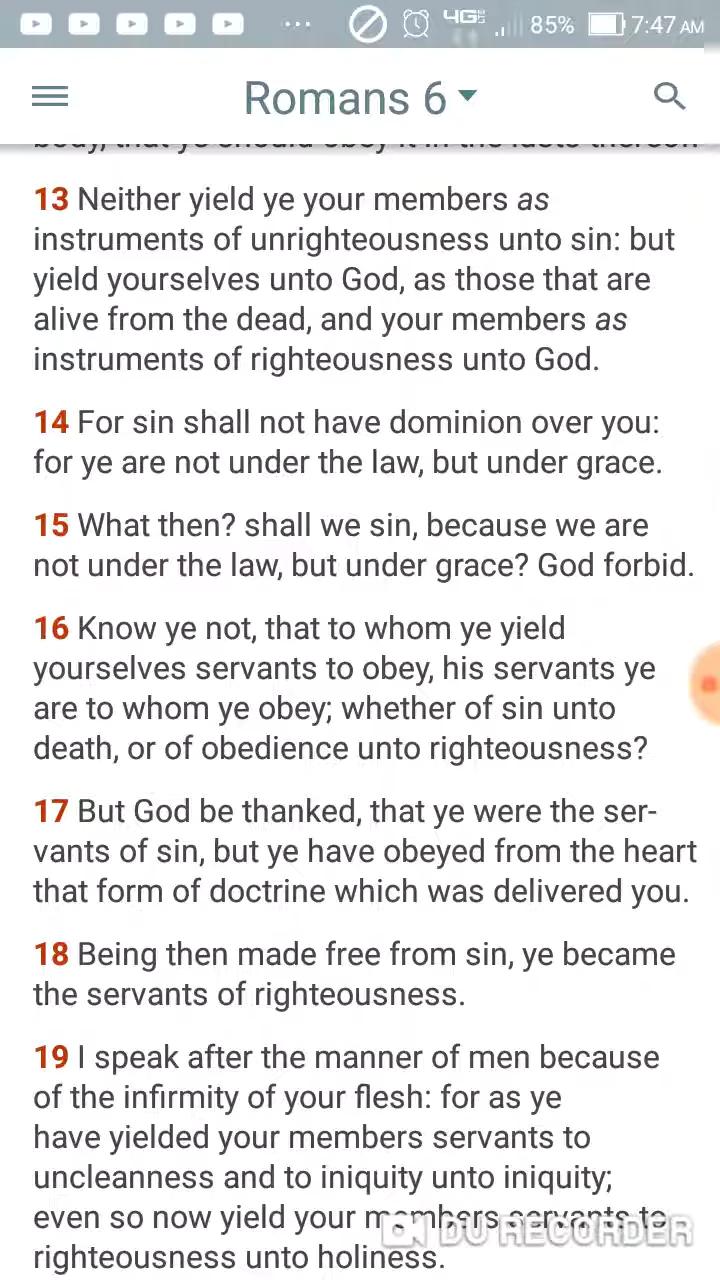 4G 85% 7:47 AM
Romans 6
body, that ye should obey it in the lusts thereof.
13 Neither yield ye your members as
instruments of unrighteousness unto sin: but
yield yourselves unto God, as those that are
alive from the dead, and your members as
instruments of righteousness unto God.
14 For sin shall not have dominion over you:
for ye are not under the law, but under grace.
15 What then? shall we sin, because we are
not under the law, but under grace? God forbid.
16 Know ye not, that to whom ye yield
yourselves servants to obey, his servants ye
are to whom ye obey; whether of sin unto
death, or of obedience unto righteousness?
17 But God be thanked, that ye were the ser-
vants of sin, but ye have obeyed from the heart
that form of doctrine which was delivered you.
18 Being then made free from sin, ye became
the servants of righteousness.
19 I speak after the manner of men because
of the infirmity of your flesh: for as ye
have yielded your members servants to
uncleanness and to iniquity unto iniquity;
even so now yield your members servants to
DU RECORDER
righteousness unto holiness.